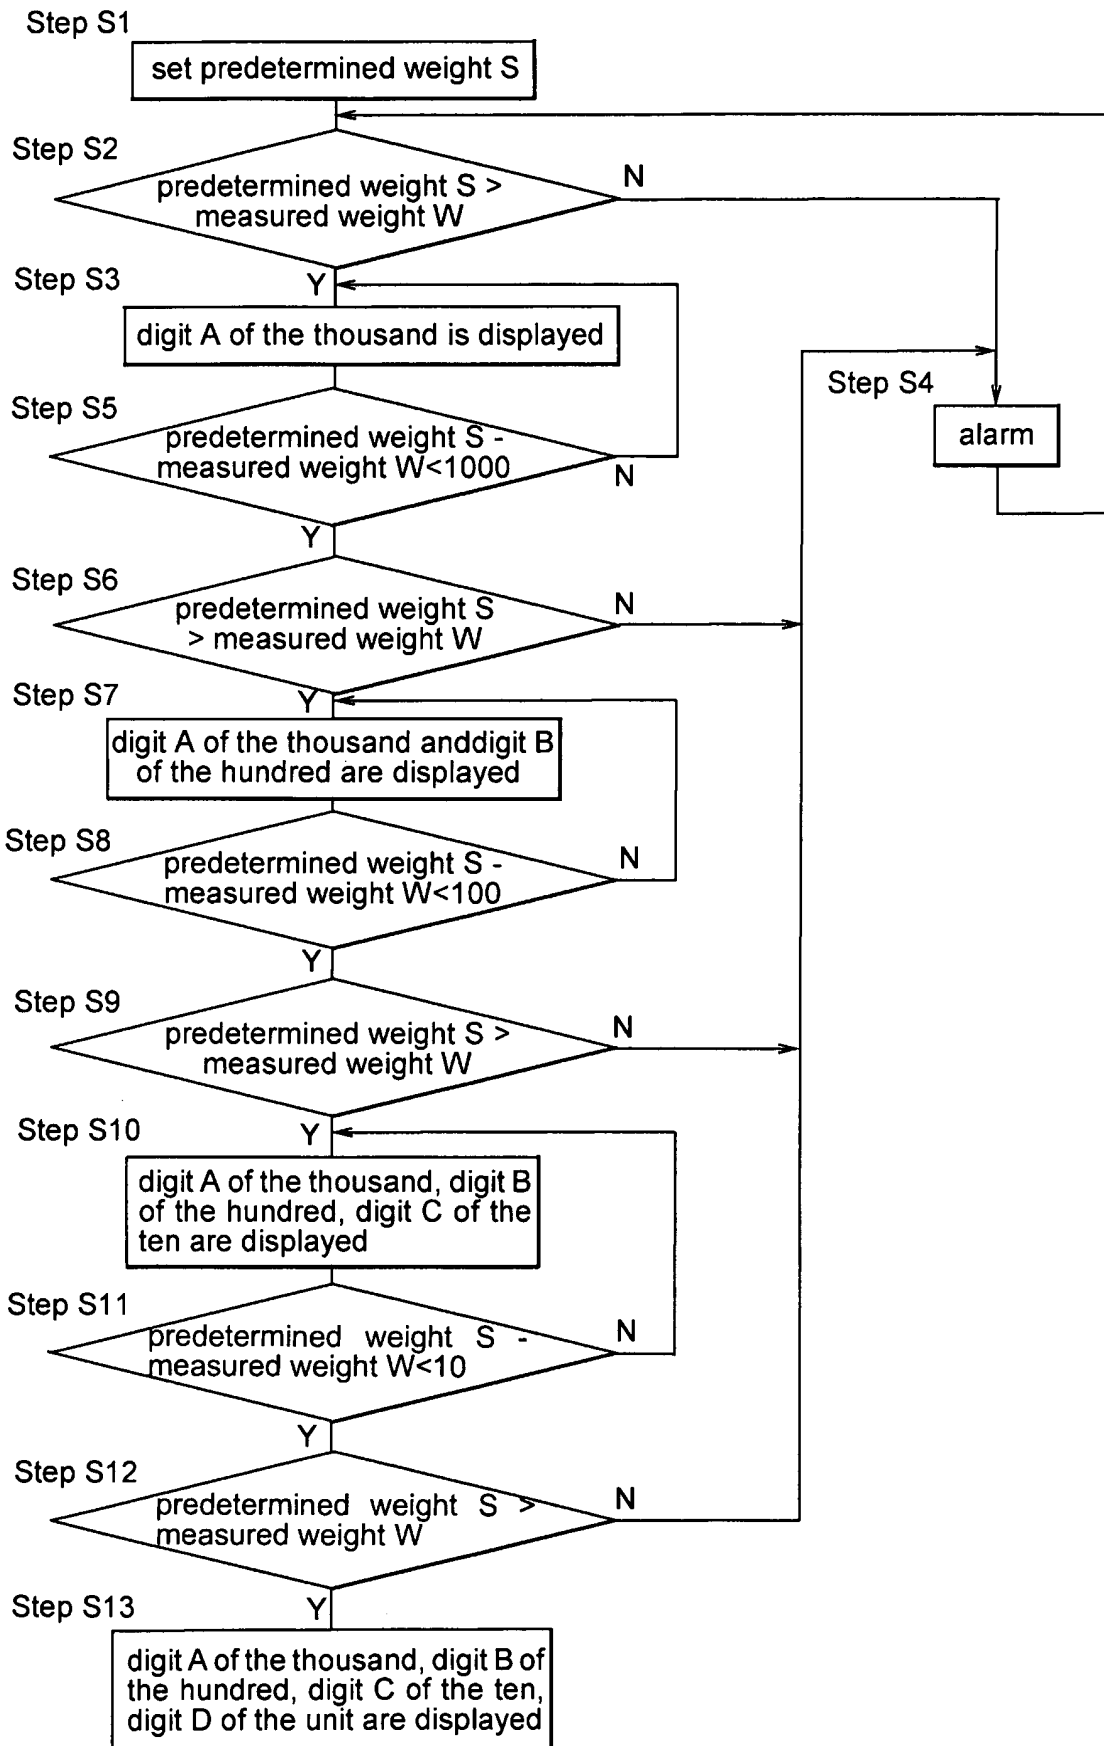 Step S1
set predetermined weight S
Step S2
predetermined weight S >
measured weight W
N
Y
Step S3
digit A of the thousand is displayed
Step S4
alarm
Step S5
predetermined weight S -
measured weight W<1000
N
Y
Step S6
predetermined weight S
> measured weight W
N
Y
Step S7
digit A of the thousand anddigit B
of the hundred are displayed
Step S8
predetermined weight S -
measured weight W<100
N
Y
Step S9
predetermined weight S >
measured weight W
N
Y
Step S10
digit A of the thousand, digit B
of the hundred, digit C of the
ten are displayed
Step S11
predetermined weight S -
measured weight W<10
N
Y
Step S12
predetermined weight S >
measured weight W
N
Y
Step S13
digit A of the thousand, digit B of
the hundred, digit C of the ten,
digit D of the unit are displayed